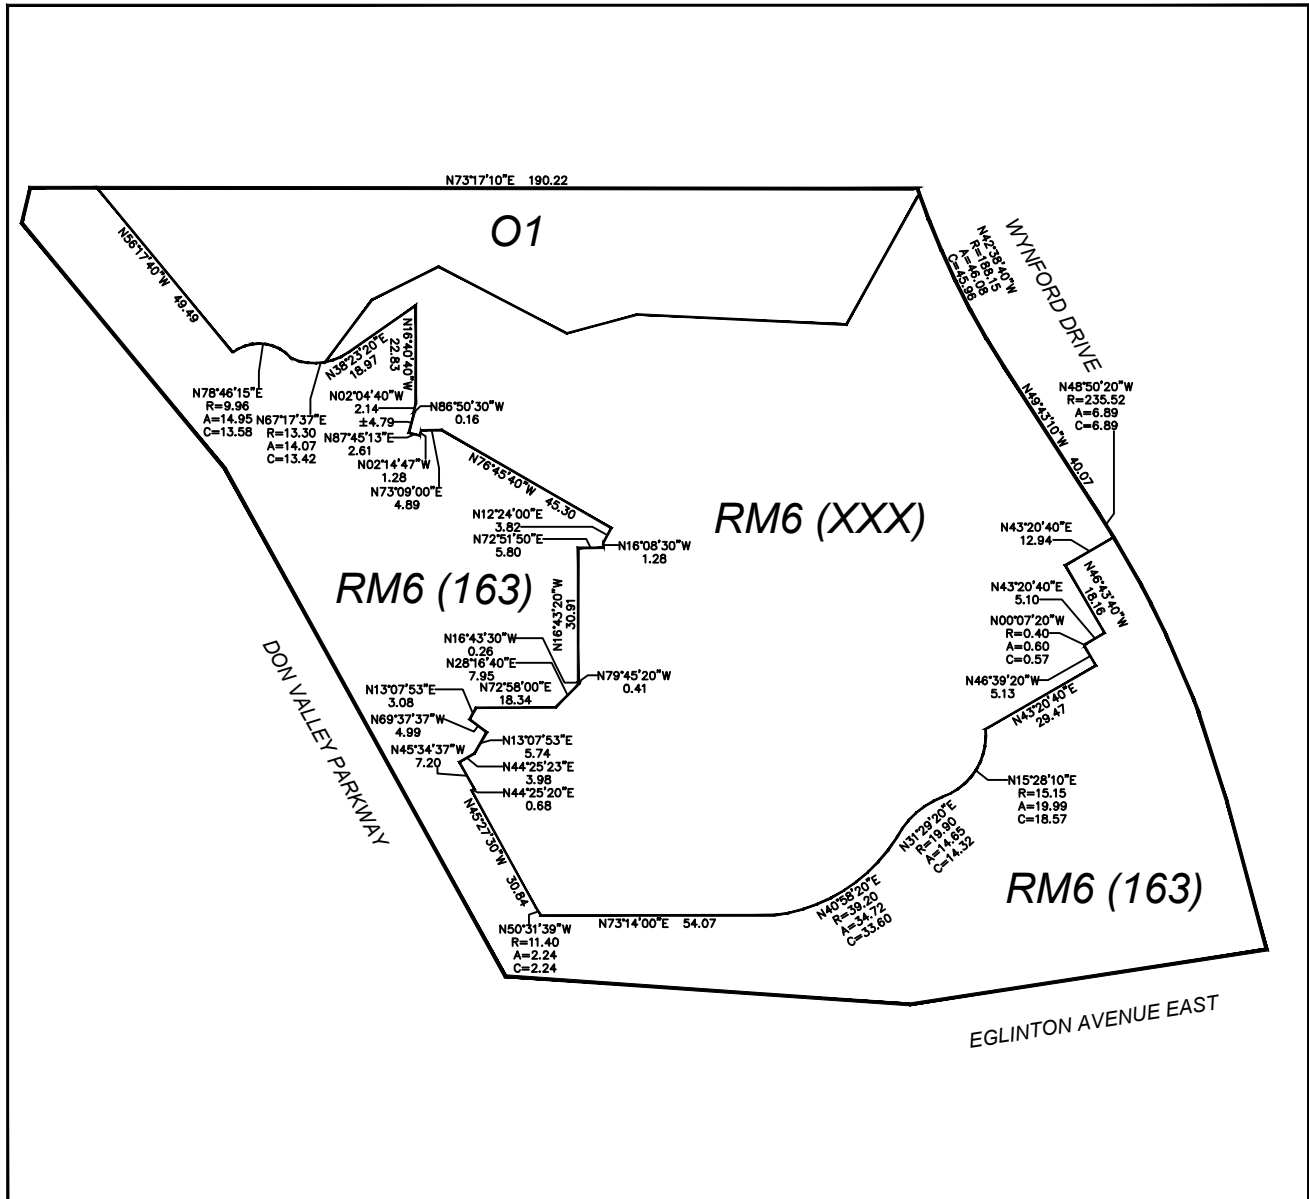 N73°17'10"E 190.22
O1
N56°17'40"W 49.49
N42°38'40"W
R=188.15
A=46.08
C=45.96
WYNFORD DRIVE
N78°46'15"E
R=9.96
A=14.95
C=13.58
N67°17'37"E
R=13.30
A=14.07
C=13.42
N38°23'20"E
18.97
N16°40'40"W
22.83
N02°04'40"W
2.14
±4.79
N86°50'30"W
0.16
N87°45'13"E
2.61
N02°14'47"W
1.28
N73°09'00"E
4.89
N76°45'40"W 45.30
N49°43'10"W 40.07
N48°50'20"W
R=235.52
A=6.89
C=6.89
N12°24'00"E
3.82
N72°51'50"E
5.80
N16°08'30"W
1.28
RM6 (XXX)
N43°20'40"E
12.94
N46°43'40"W
18.16
N43°20'40"E
5.10
N00°07'20"W
R=0.40
A=0.60
C=0.57
N46°39'20"W
5.13
N43°20'40"E
29.47
RM6 (163)
N16°43'20"W
30.91
N16°43'30"W
0.26
N28°16'40"E
7.95
N79°45'20"W
0.41
N72°58'00"E
18.34
N13°07'53"E
3.08
N69°37'37"W
4.99
N45°34'37"W
7.20
N13°07'53"E
5.74
N44°25'23"E
3.98
N44°25'20"E
0.68
DON VALLEY PARKWAY
N45°27'30"W 30.84
N15°28'10"E
R=15.15
A=19.99
C=18.57
N31°29'20"E
R=19.90
A=14.65
C=14.32
N40°58'20"E
R=39.20
A=34.72
C=33.60
RM6 (163)
N73°14'00"E 54.07
N50°31'39"W
R=11.40
A=2.24
C=2.24
EGLINTON AVENUE EAST